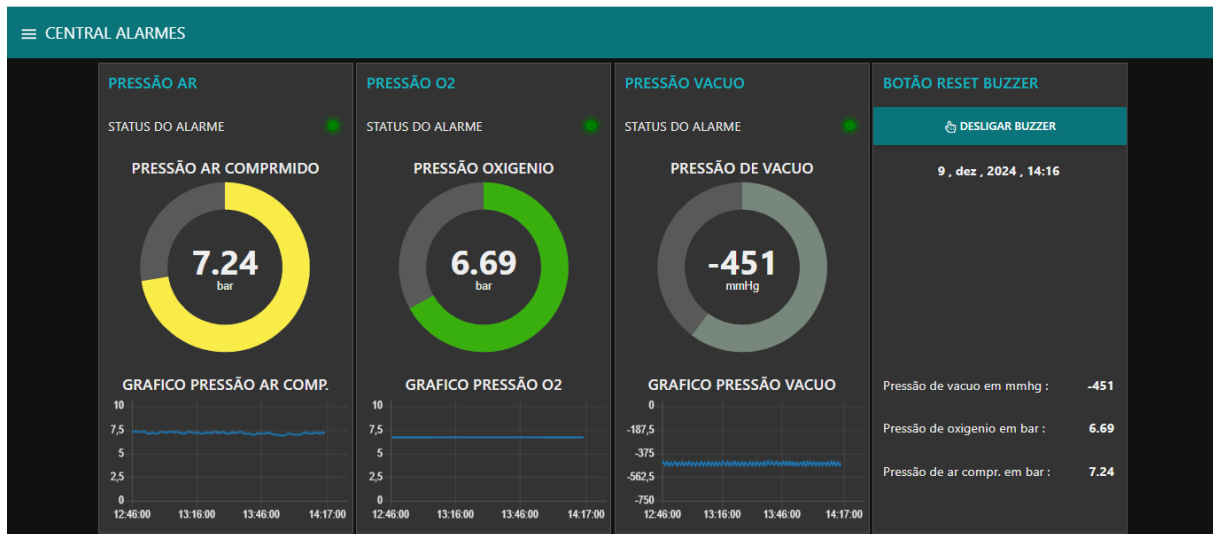 CENTRAL ALARMES
PRESSÃO AR
STATUS DO ALARME
PRESSÃO AR COMPRMIDO
7.24
bar
GRAFICO PRESSÃO AR COMP.
10
7,5
5
2,5
0
12:46:00 13:16:00 13:46:00 14:17:00
PRESSÃO O2
STATUS DO ALARME
PRESSÃO OXIGENIO
6.69
bar
GRAFICO PRESSÃO O2
10
7,5
5
2,5
0
12:46:00 13:16:00 13:46:00 14:17:00
PRESSÃO VACUO
STATUS DO ALARME
PRESSÃO DE VACUO
-451
mmHg
GRAFICO PRESSÃO VACUO
0
-187,5
-375
-562,5
-750
12:46:00 13:16:00 13:46:00 14:17:00
BOTÃO RESET BUZZER
DESLIGAR BUZZER
9 , dez , 2024 , 14:16
Pressão de vacuo em mmhg : -451
Pressão de oxigenio em bar : 6.69
Pressão de ar compr. em bar : 7.24